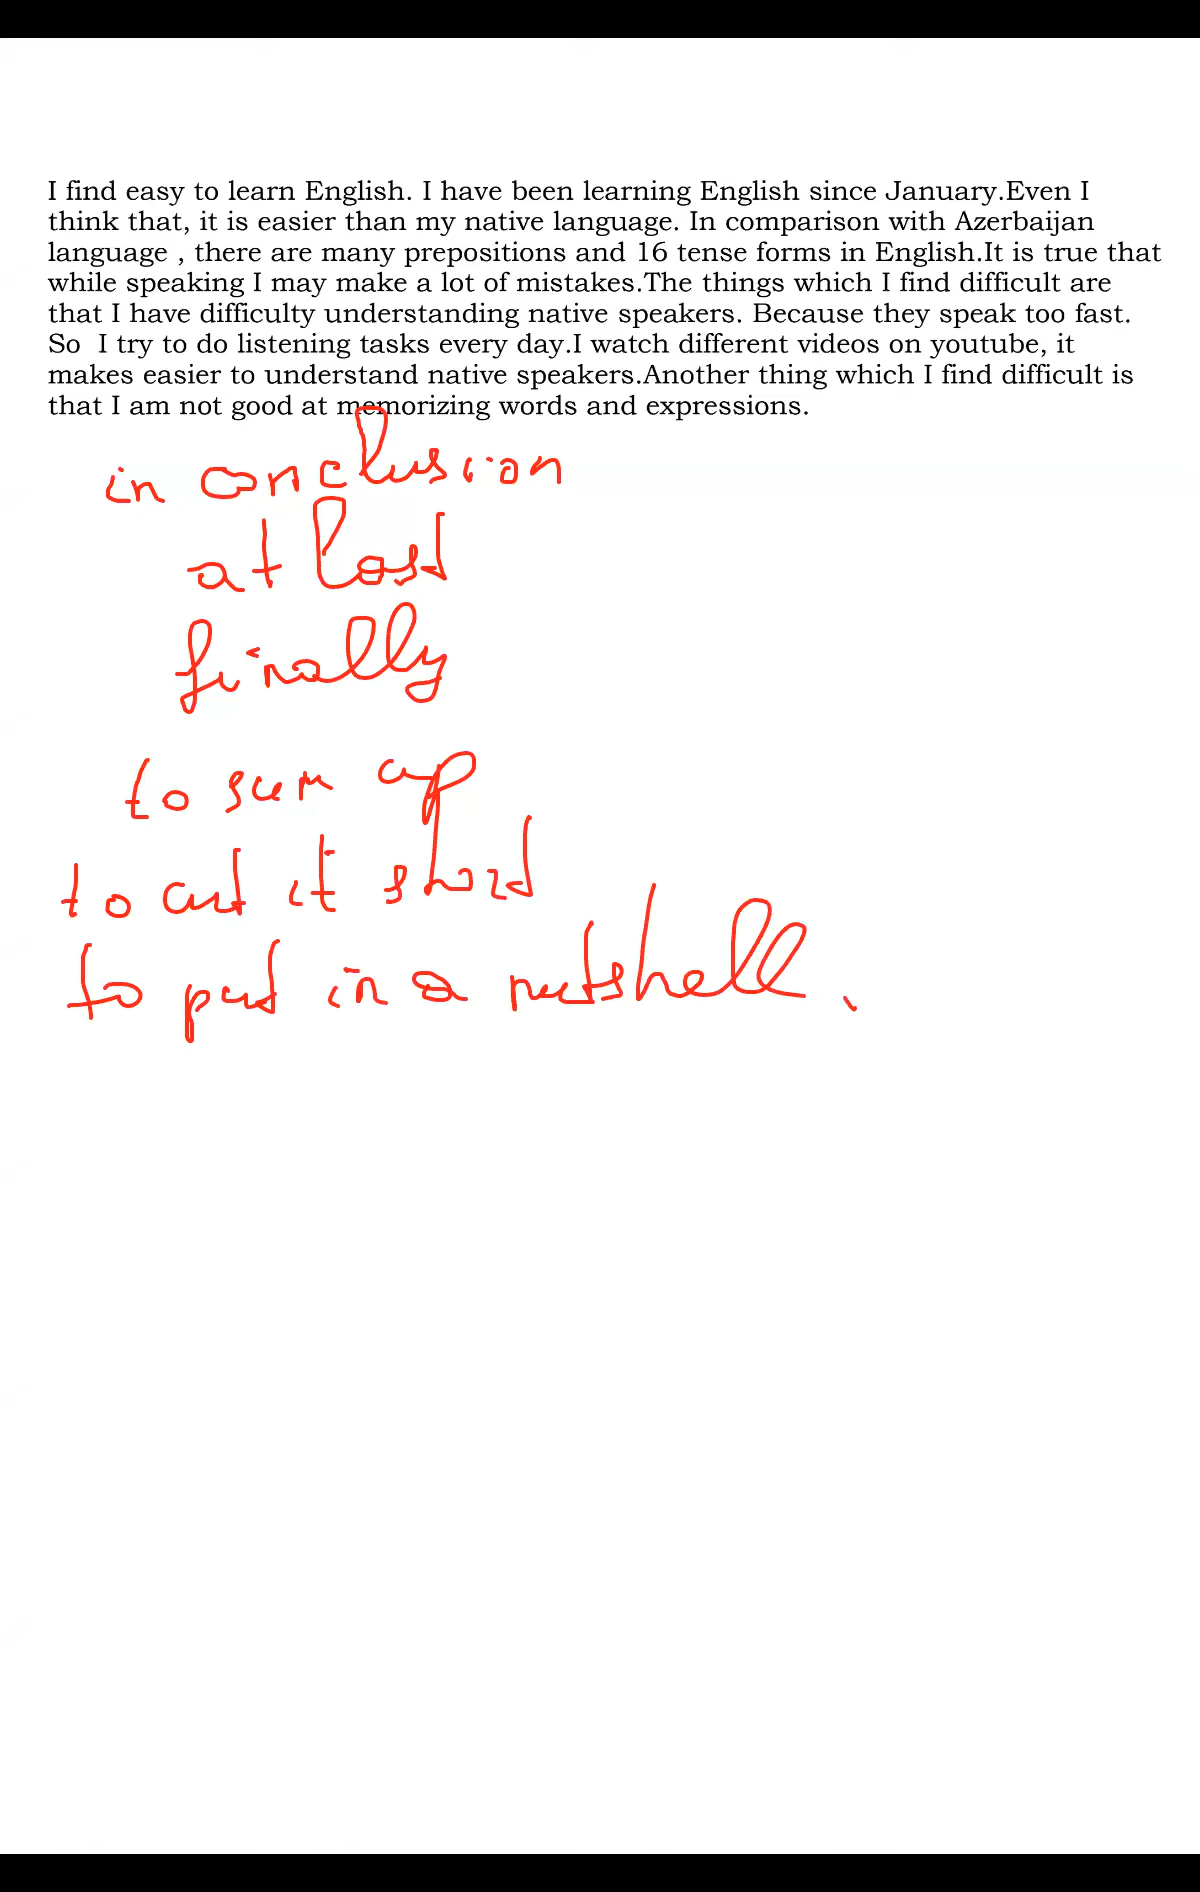 I find easy to learn English. I have been learning English since January.Even I
think that, it is easier than my native language. In comparison with Azerbaijan
language , there are many prepositions and 16 tense forms in English.It is true that
while speaking I may make a lot of mistakes.The things which I find difficult are
that I have difficulty understanding native speakers. Because they speak too fast.
So  I try to do listening tasks every day.I watch different videos on youtube, it
makes easier to understand native speakers.Another thing which I find difficult is
that I am not good at memorizing words and expressions.
in conclusion
at last
finally
to sum up
to cut it short
to put in a nutshell.